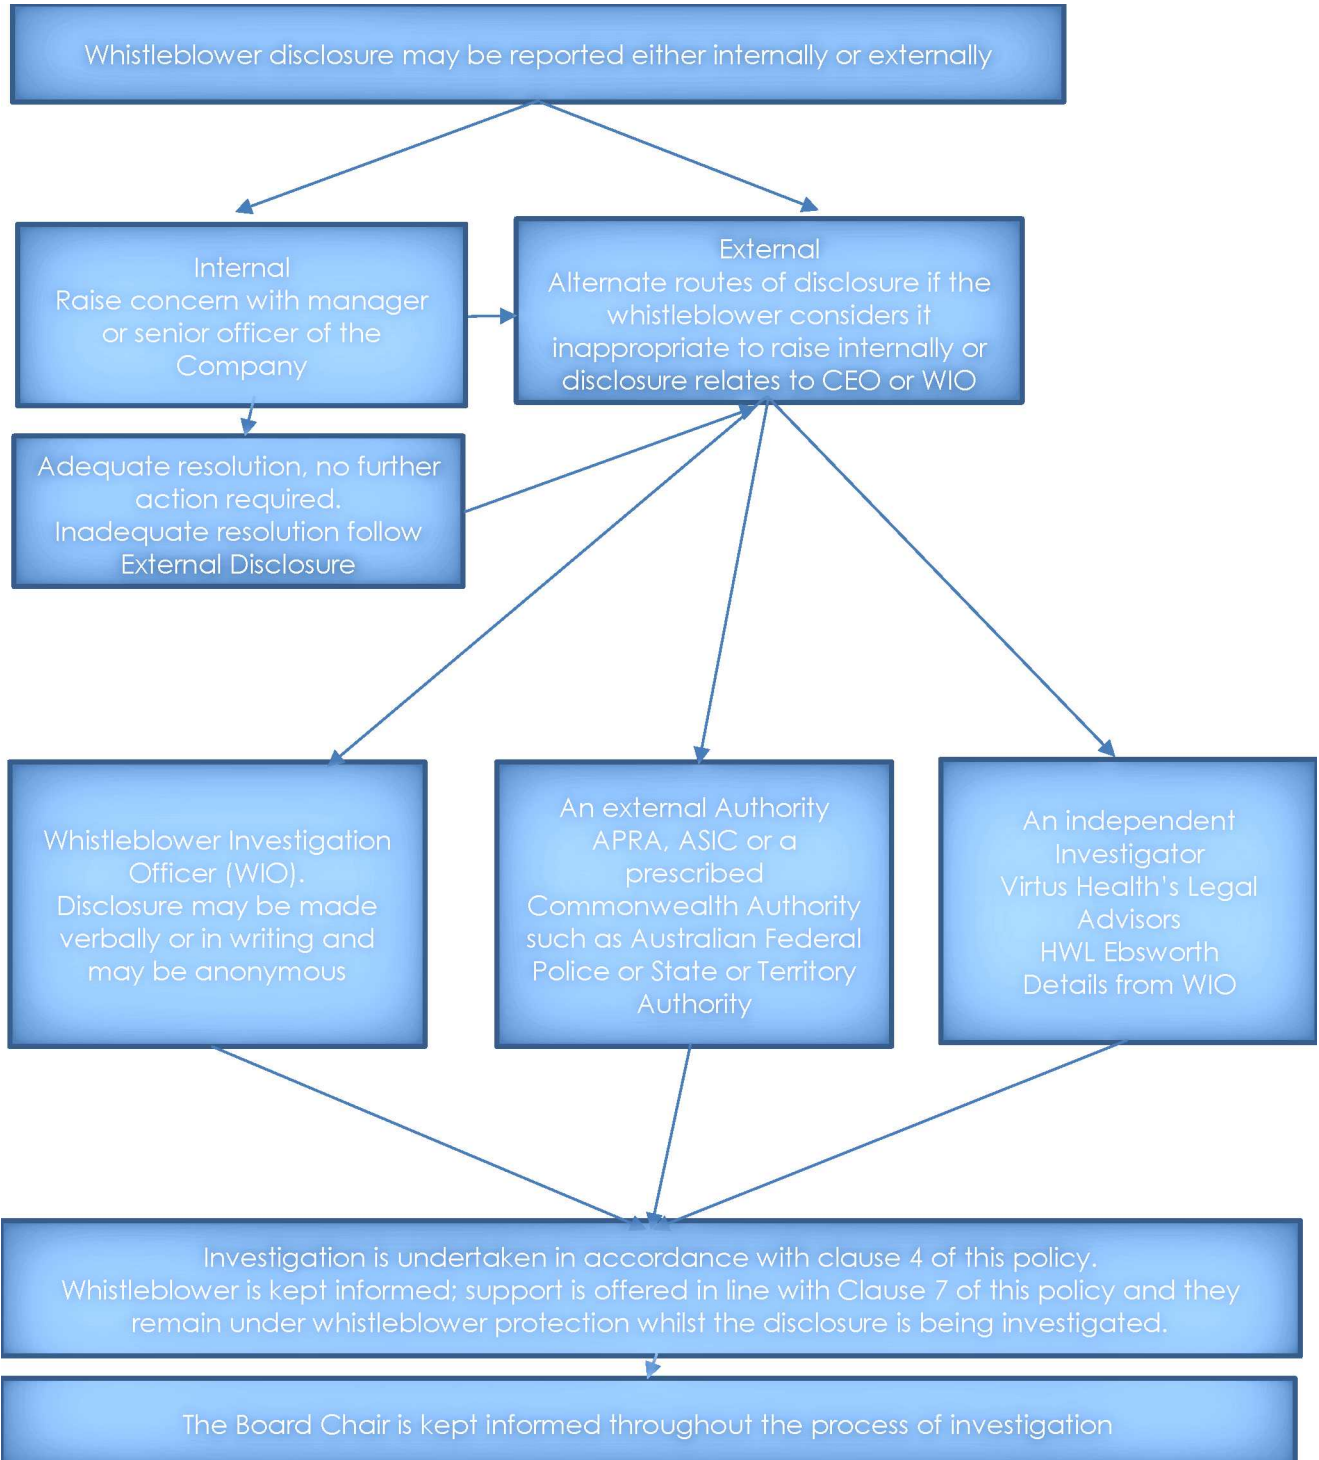 Whistleblower disclosure may be reported either internally or externally
Internal
Raise concern with manager
or senior officer of the
Company
External
Alternate routes of disclosure if the
whistleblower considers it
inappropriate to raise internally or
disclosure relates to CEO or WIO
Adequate resolution, no further
action required.
Inadequate resolution follow
External Disclosure
Whistleblower Investigation
Officer (WIO).
Disclosure may be made
verbally or in writing and
may be anonymous
An external Authority
APRA, ASIC or a
prescribed
Commonwealth Authority
such as Australian Federal
Police or State or Territory
Authority
An independent
Investigator
Virtus Health’s Legal
Advisors
HWL Ebsworth
Details from WIO
Investigation is undertaken in accordance with clause 4 of this policy.
Whistleblower is kept informed; support is offered in line with Clause 7 of this policy and they
remain under whistleblower protection whilst the disclosure is being investigated.
The Board Chair is kept informed throughout the process of investigation